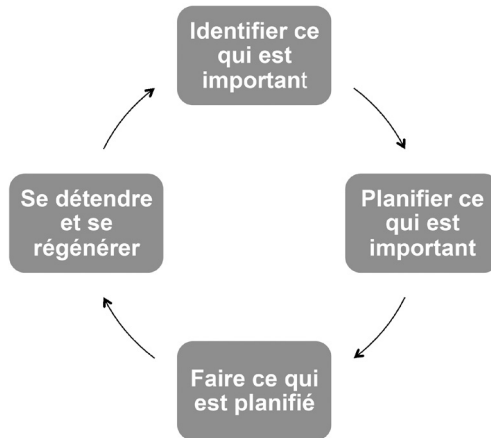 Identifier ce
qui est
important
Planifier ce
qui est
important
Faire ce qui
est planifié
Se détendre
et se
régénérer